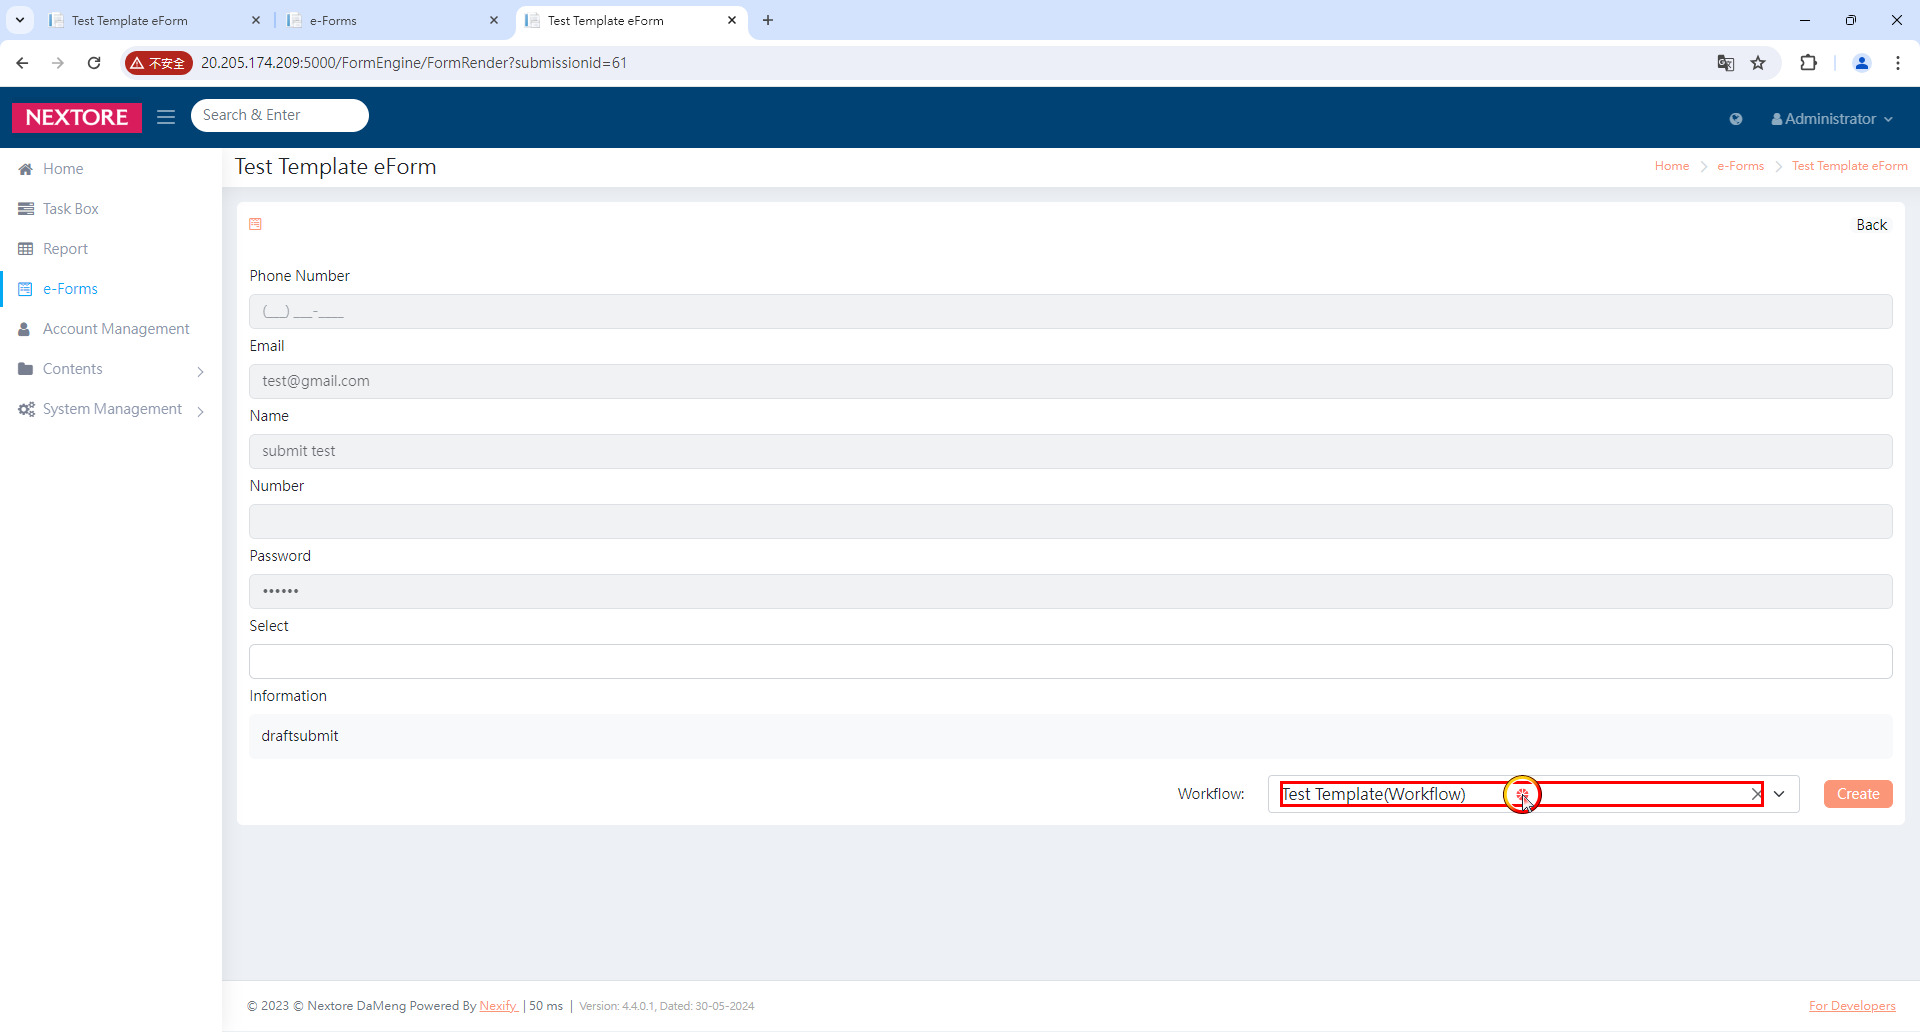 Test Template eForm
e-Forms
Test Template eForm
不安全
20.205.174.209:5000/FormEngine/FormRender?submissionid=61
NEXTORE
Search & Enter
Administrator
Home
Task Box
Report
e-Forms
Account Management
Contents
System Management
Test Template eForm
Home
e-Forms
Test Template eForm
Back
Phone Number
(__) ___-____
Email
test@gmail.com
Name
submit test
Number
Password
••••••
Select
Information
draftsubmit
Workflow:
Test Template(Workflow)
Create
© 2023 © Nextore DaMeng Powered By Nexify | 50 ms | Version: 4.4.0.1, Dated: 30-05-2024
For Developers